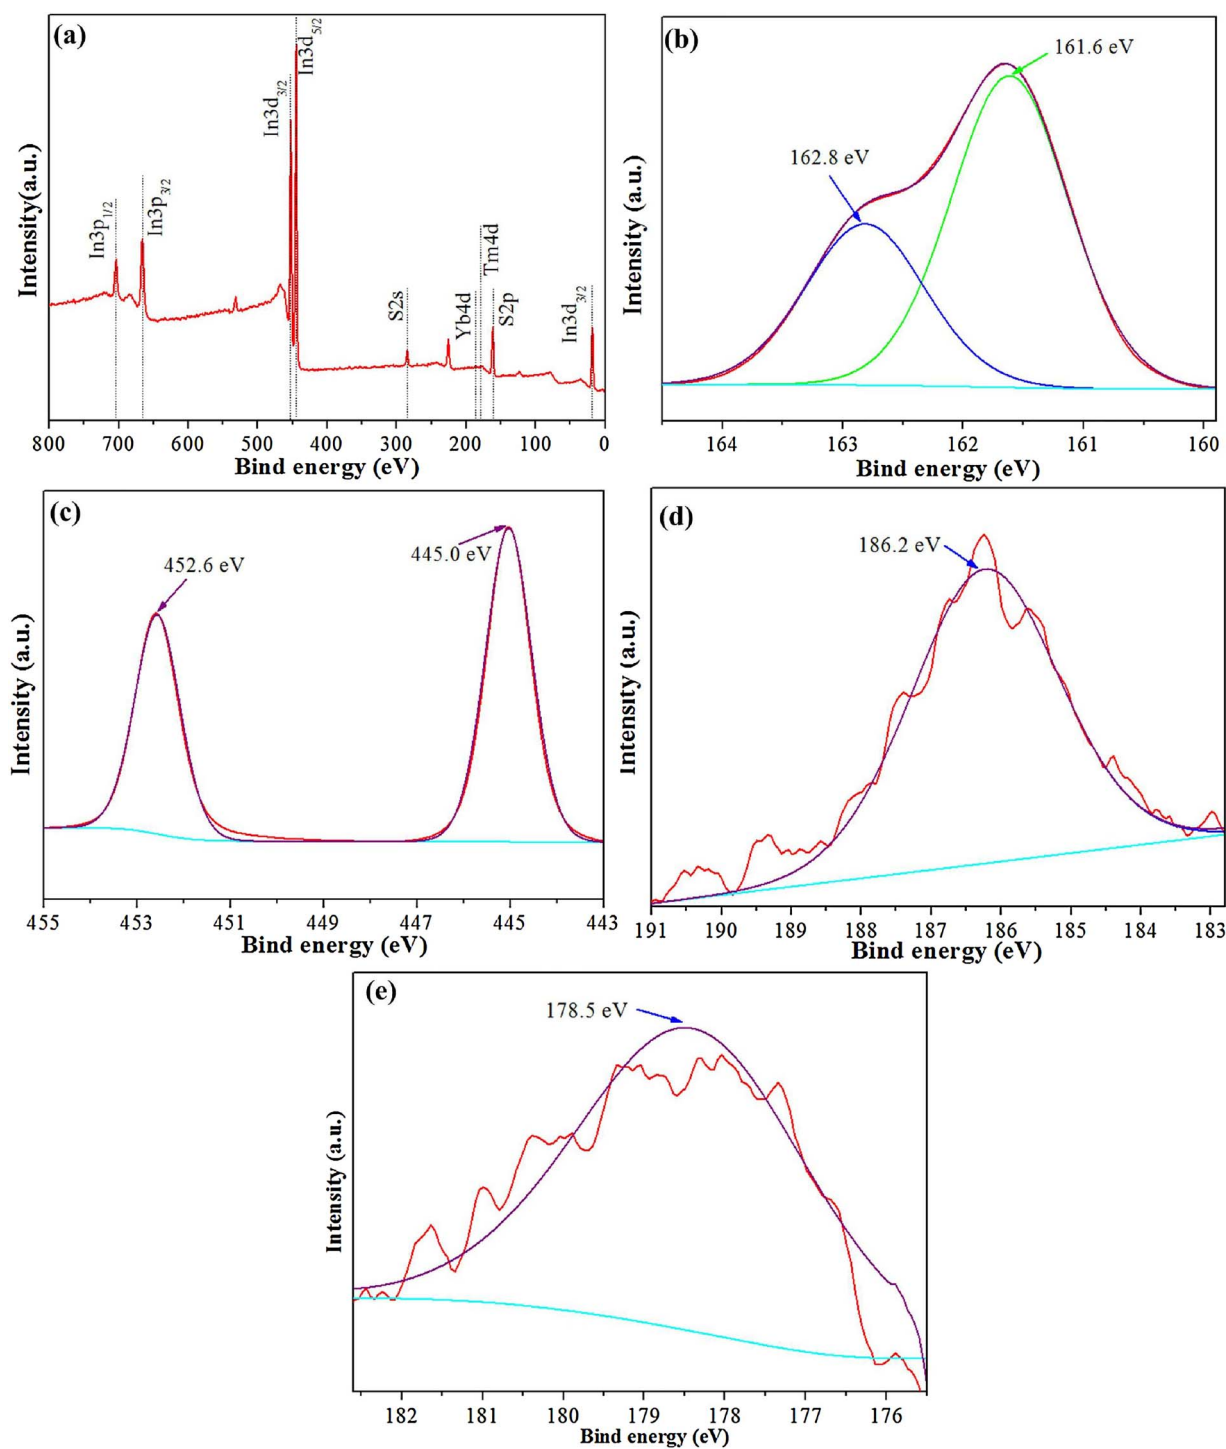 (a)
In3p1/2
In3p3/2
In3d3/2
In3d5/2
S2s
Yb4d
Tm4d
S2p
In3d3/2
Intensity(a.u.)
800 700 600 500 400 300 200 100 0
Bind energy (eV)
(b)
161.6 eV
162.8 eV
Intensity (a.u.)
164 163 162 161 160
Bind energy (eV)
(c)
452.6 eV
445.0 eV
Intensity (a.u.)
455 453 451 449 447 445 443
Bind energy (eV)
(d)
186.2 eV
Intensity (a.u.)
191 190 189 188 187 186 185 184 183
Bind energy (eV)
(e)
178.5 eV
Intensity (a.u.)
182 181 180 179 178 177 176
Bind energy (eV)